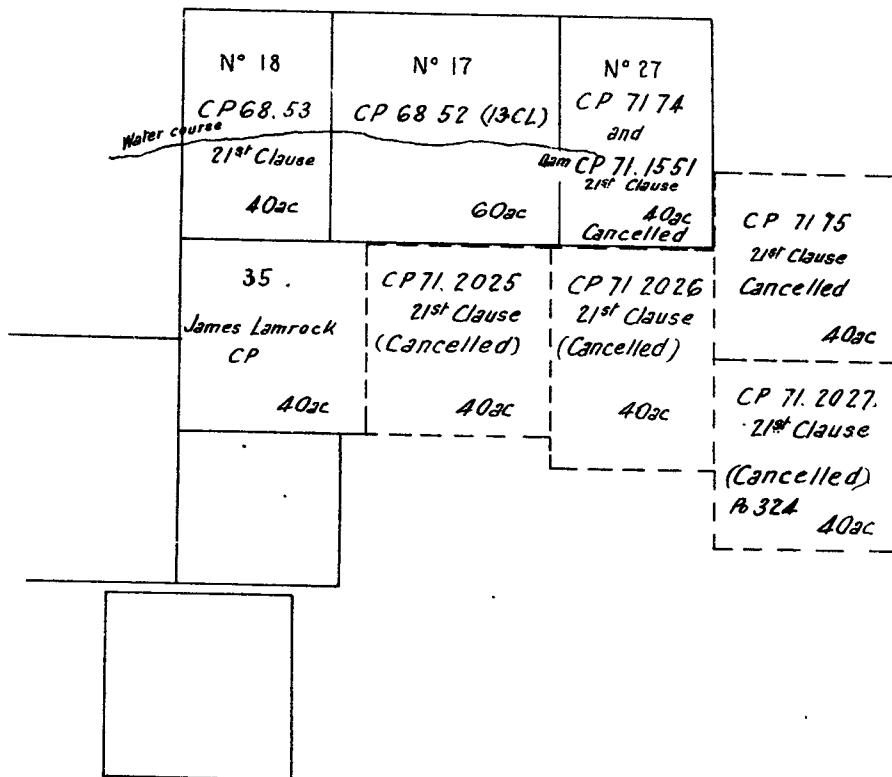 Nº 18
CP 68.53
21st Clause
40ac
Nº 17
CP 68 52 (13CL)
60ac
Nº 27
CP 71 74
and
CP 71.1551
21st Clause
40ac
Cancelled
Water course
Dam
CP 71 75
21st Clause
Cancelled
40ac
35.
James Lamrock
CP
40ac
CP 71.2025
21st Clause
(Cancelled)
40ac
CP 71 2026
21st Clause
(Cancelled)
40ac
CP 71.2027.
21st Clause
(Cancelled)
Po 324
40ac